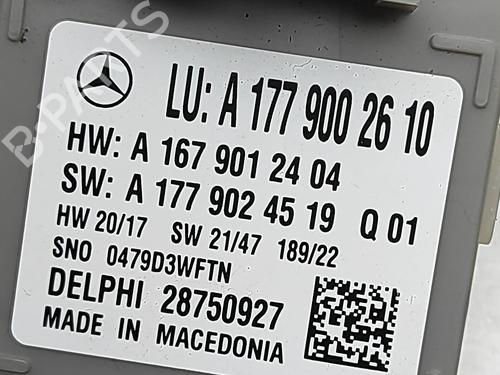 LU: A 177 900 26 10
HW: A 167 901 24 04
SW: A 177 902 45 19 Q 01
HW 20/17 SW 21/47 189/22
SNO 0479D3WFTN
DELPHI 28750927
MADE IN MACEDONIA
B-PARTS